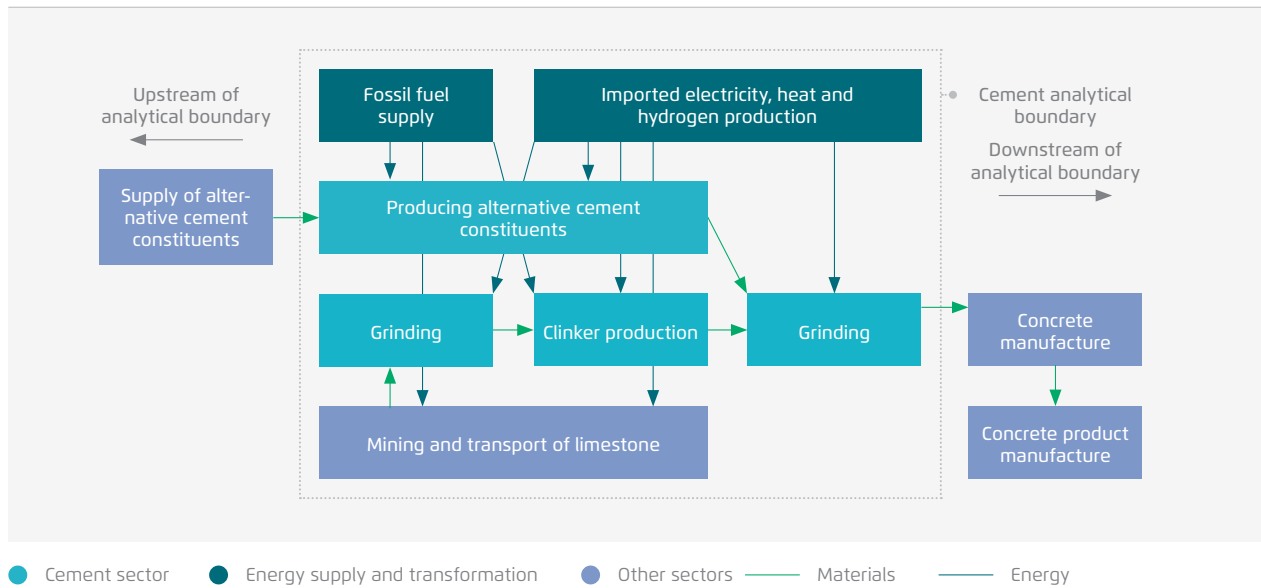 Fossil fuel
supply
Imported electricity, heat and
hydrogen production
Upstream of
analytical boundary
Cement analytical
boundary
Downstream of
analytical boundary
Supply of alter-
native cement
constituents
Producing alternative cement
constituents
Grinding
Clinker production
Grinding
Concrete
manufacture
Mining and transport of limestone
Concrete product
manufacture
Cement sector
Energy supply and transformation
Other sectors
Materials
Energy